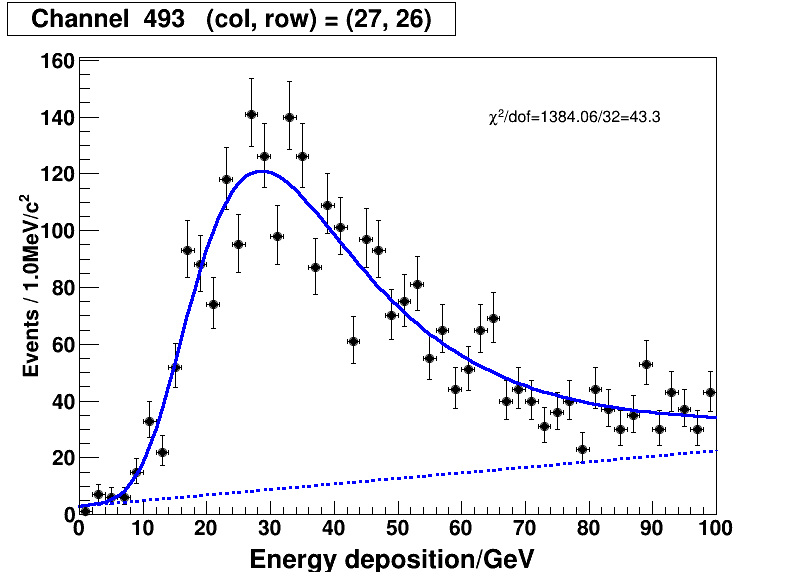 Channel 493 (col, row) = (27, 26)
160
140
120
100
80
60
40
20
0
Events / 1.0MeV/c²
χ²/dof=1384.06/32=43.3
0 10 20 30 40 50 60 70 80 90 100
Energy deposition/GeV